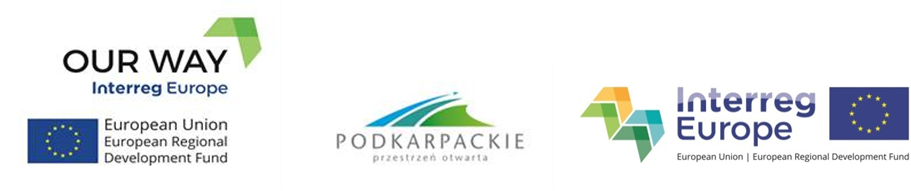 OUR WAY
Interreg Europe
European Union
European Regional
Development Fund
PODKARPACKIE
przestrzeń otwarta
Interreg
Europe
European Union | European Regional Development Fund